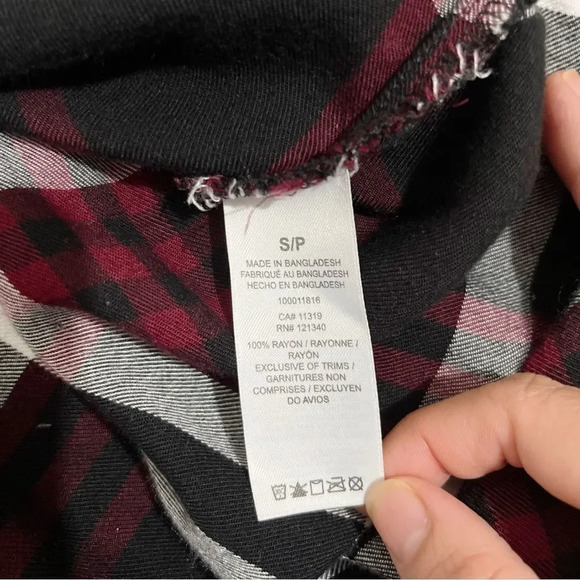 S/P
MADE IN BANGLADESH
FABRIQUÉ AU BANGLADESH
HECHO EN BANGLADESH
100011816
CA# 11319
RN# 121340
100% RAYON / RAYONNE /
RAYÓN
EXCLUSIVE OF TRIMS /
GARNITURES NON
COMPRISES / EXCLUYEN
DO AVIOS